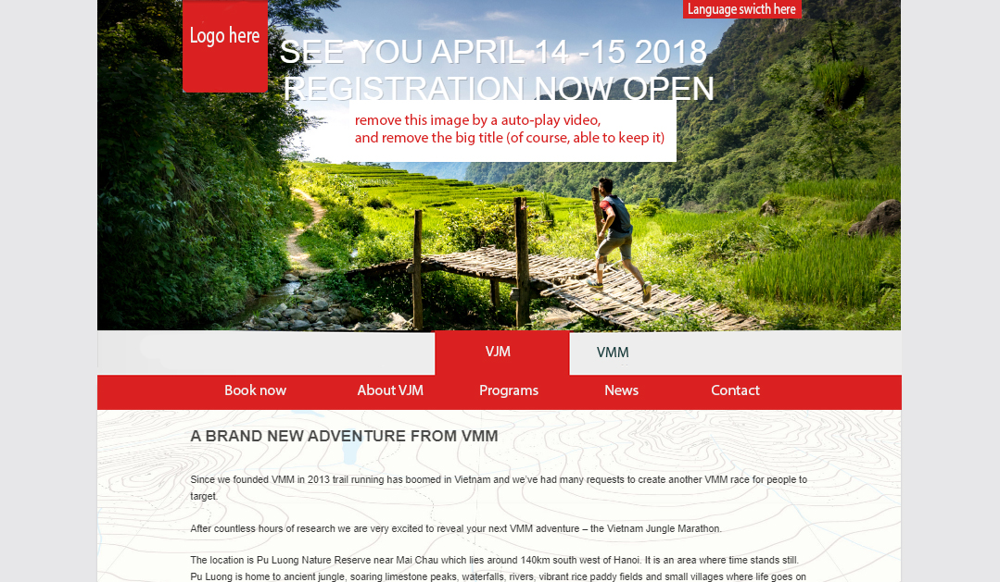 Language swicth here
Logo here
SEE YOU APRIL 14 -15 2018
REGISTRATION NOW OPEN
remove this image by a auto-play video,
and remove the big title (of course, able to keep it)
VJM
VMM
Book now
About VJM
Programs
News
Contact
A BRAND NEW ADVENTURE FROM VMM
Since we founded VMM in 2013 trail running has boomed in Vietnam and we've had many requests to create another VMM race for people to
target.
After countless hours of research we are very excited to reveal your next VMM adventure – the Vietnam Jungle Marathon.
The location is Pu Luong Nature Reserve near Mai Chau which lies around 140km south west of Hanoi. It is an area where time stands still.
Pu Luong is home to ancient jungle, soaring limestone peaks, waterfalls, rivers, vibrant rice paddy fields and small villages where life goes on